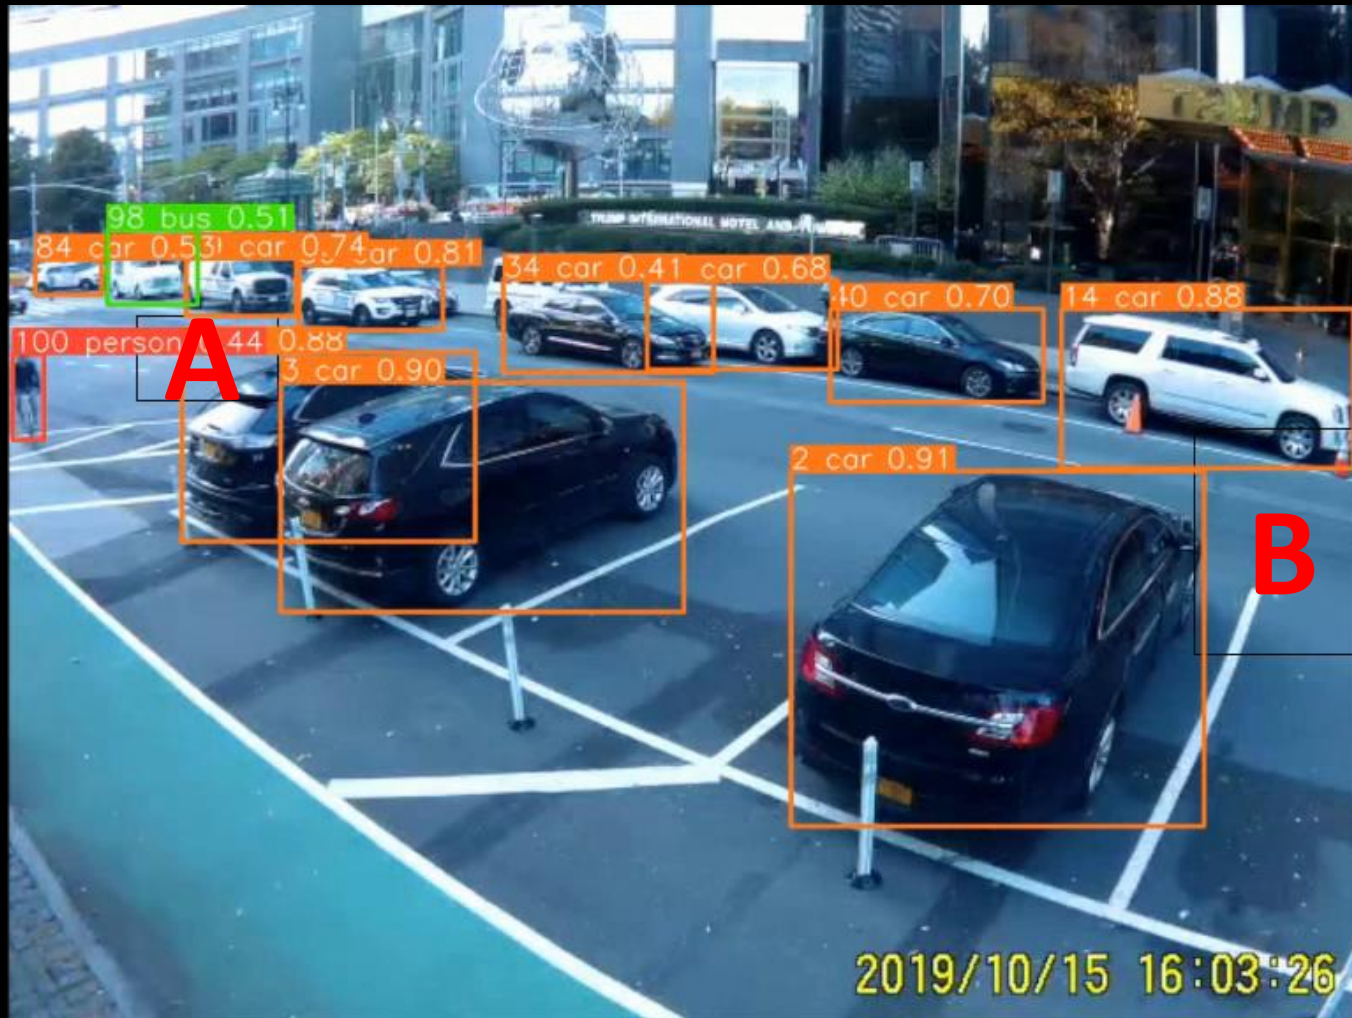 TRUMP
TRUMP INTERNATIONAL HOTEL AND
98 bus 0.51
84 car 0.53
car 0.74
car 0.81
34 car 0.41
car 0.68
40 car 0.70
14 car 0.88
100 person
44 0.88
A
3 car 0.90
2 car 0.91
B
2019/10/15 16:03:26